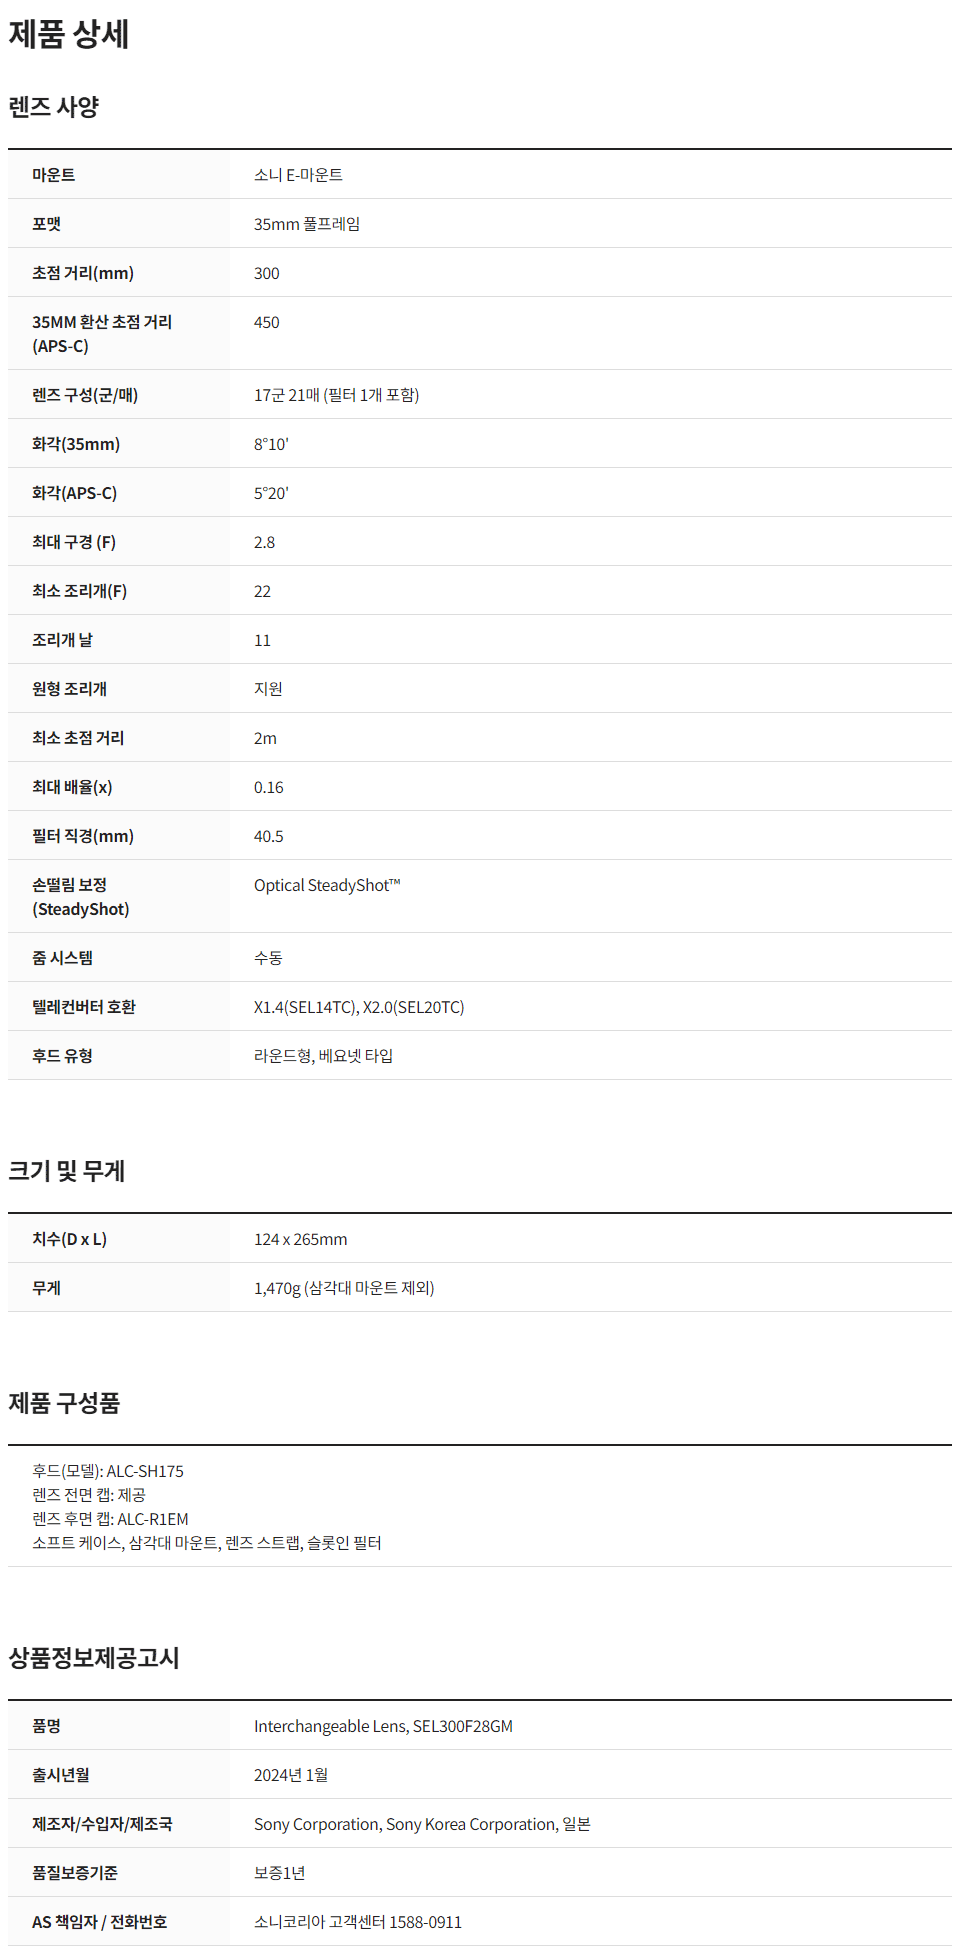 제품 상세
렌즈 사양
마운트 소니 E-마운트
포맷 35mm 풀프레임
초점 거리(mm) 300
35MM 환산 초점 거리 450
(APS-C)
렌즈 구성(군/매) 17군 21매 (필터 1개 포함)
화각(35mm) 8°10'
화각(APS-C) 5°20'
최대 구경 (F) 2.8
최소 조리개(F) 22
조리개 날 11
원형 조리개 지원
최소 초점 거리 2m
최대 배율(x) 0.16
필터 직경(mm) 40.5
손떨림 보정 Optical SteadyShot™
(SteadyShot)
줌 시스템 수동
텔레컨버터 호환 X1.4(SEL14TC), X2.0(SEL20TC)
후드 유형 라운드형, 베요넷 타입
크기 및 무게
치수(D x L) 124 x 265mm
무게 1,470g (삼각대 마운트 제외)
제품 구성품
후드(모델): ALC-SH175
렌즈 전면 캡: 제공
렌즈 후면 캡: ALC-R1EM
소프트 케이스, 삼각대 마운트, 렌즈 스트랩, 슬롯인 필터
상품정보제공고시
품명 Interchangeable Lens, SEL300F28GM
출시년월 2024년 1월
제조자/수입자/제조국 Sony Corporation, Sony Korea Corporation, 일본
품질보증기준 보증1년
AS 책임자 / 전화번호 소니코리아 고객센터 1588-0911